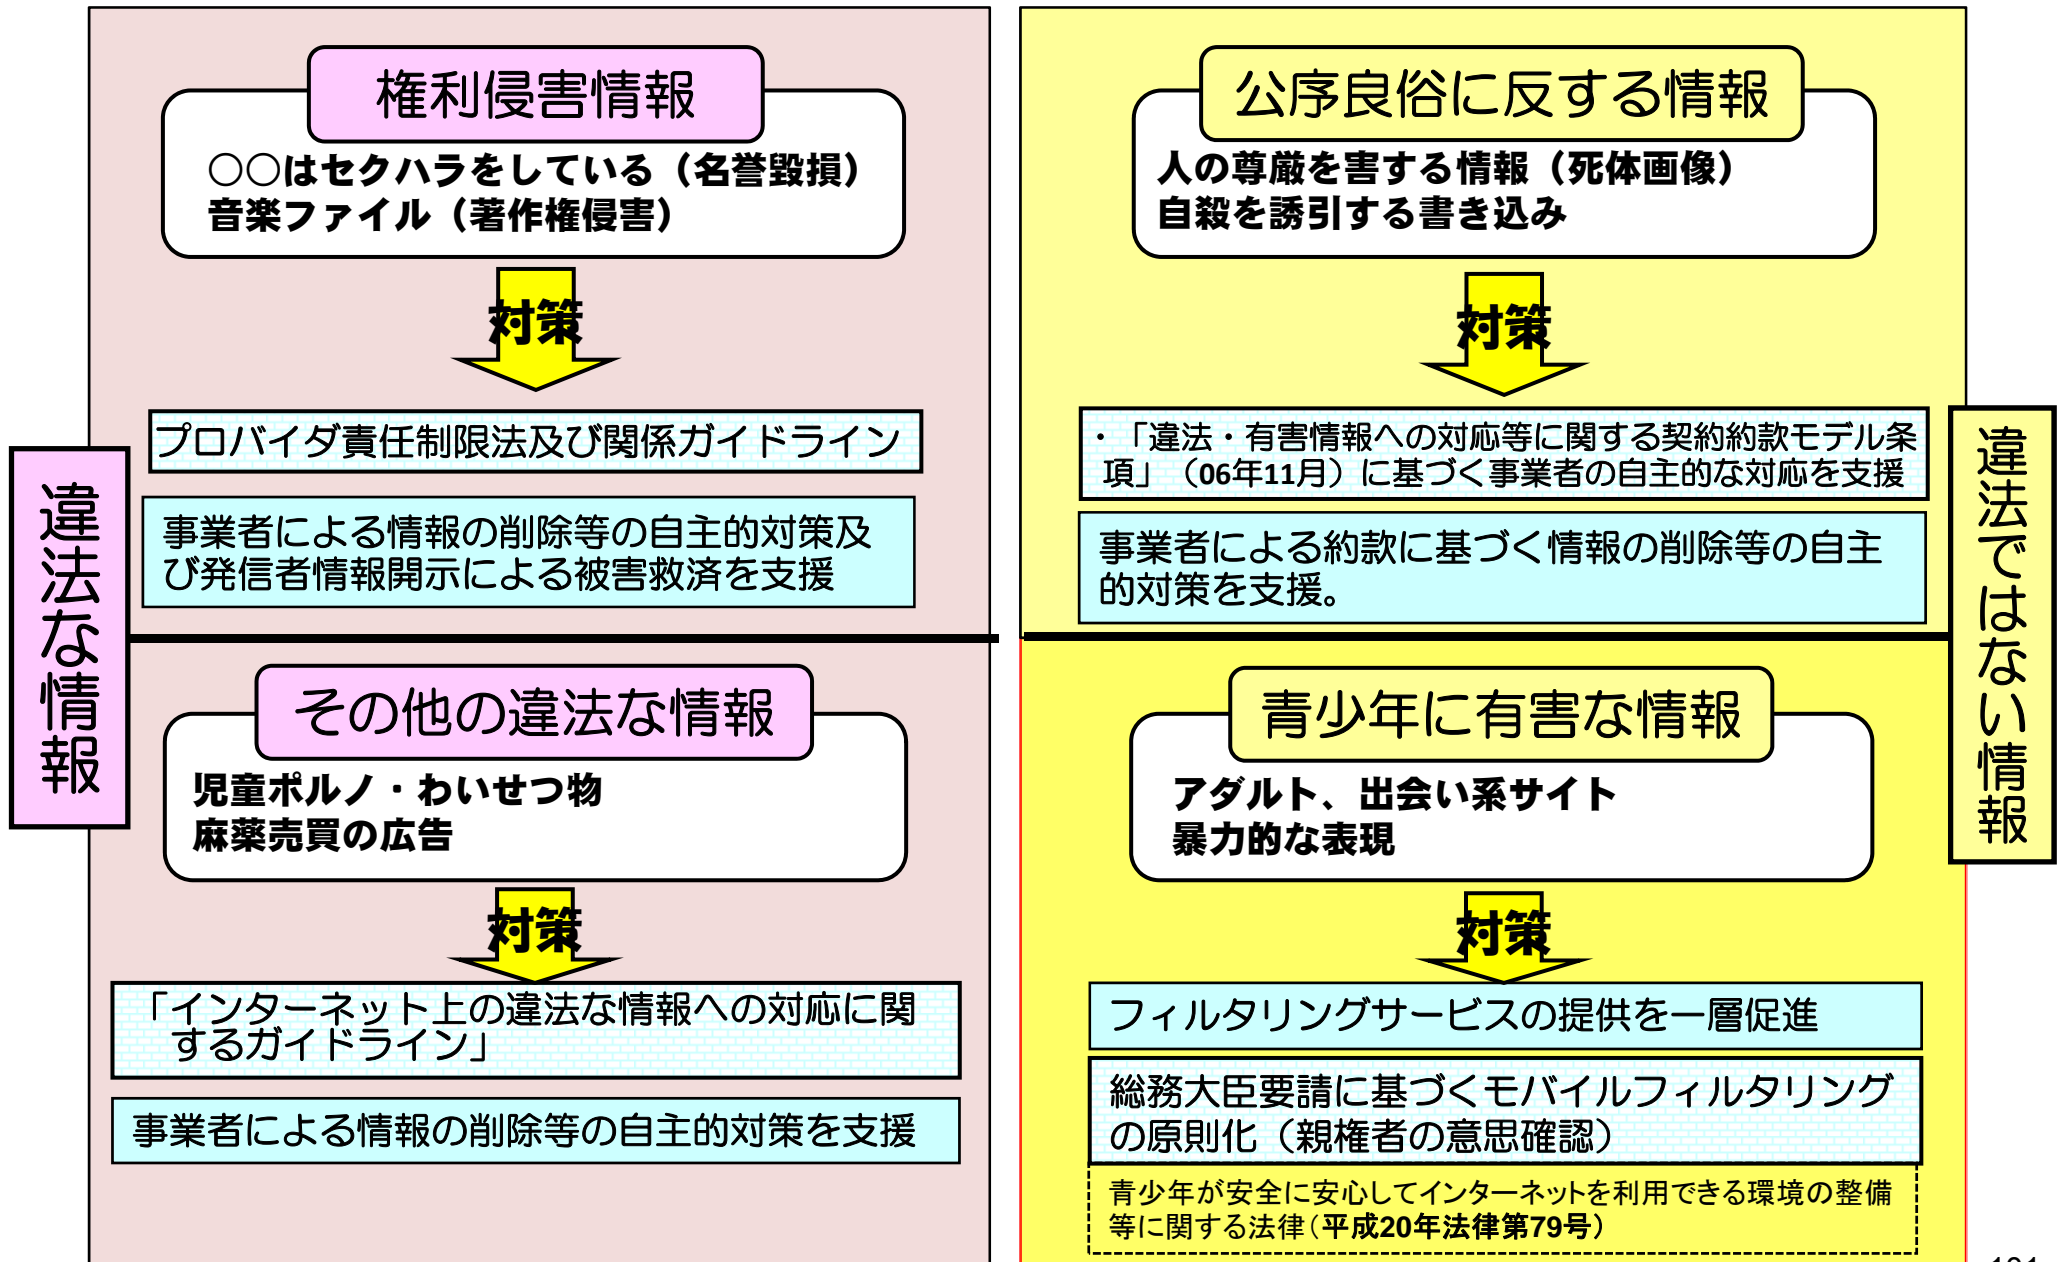 違法な情報
権利侵害情報
○○はセクハラをしている（名誉毀損）
音楽ファイル（著作権侵害）
対策
プロバイダ責任制限法及び関係ガイドライン
事業者による情報の削除等の自主的対策及
び発信者情報開示による被害救済を支援
その他の違法な情報
児童ポルノ・わいせつ物
麻薬売買の広告
対策
「インターネット上の違法な情報への対応に関
するガイドライン」
事業者による情報の削除等の自主的対策を支援
違法ではない情報
公序良俗に反する情報
人の尊厳を害する情報（死体画像）
自殺を誘引する書き込み
対策
・「違法・有害情報への対応等に関する契約約款モデル条
項」（06年11月）に基づく事業者の自主的な対応を支援
事業者による約款に基づく情報の削除等の自主
的対策を支援。
青少年に有害な情報
アダルト、出会い系サイト
暴力的な表現
対策
フィルタリングサービスの提供を一層促進
総務大臣要請に基づくモバイルフィルタリング
の原則化（親権者の意思確認）
青少年が安全に安心してインターネットを利用できる環境の整備
等に関する法律（平成20年法律第79号）